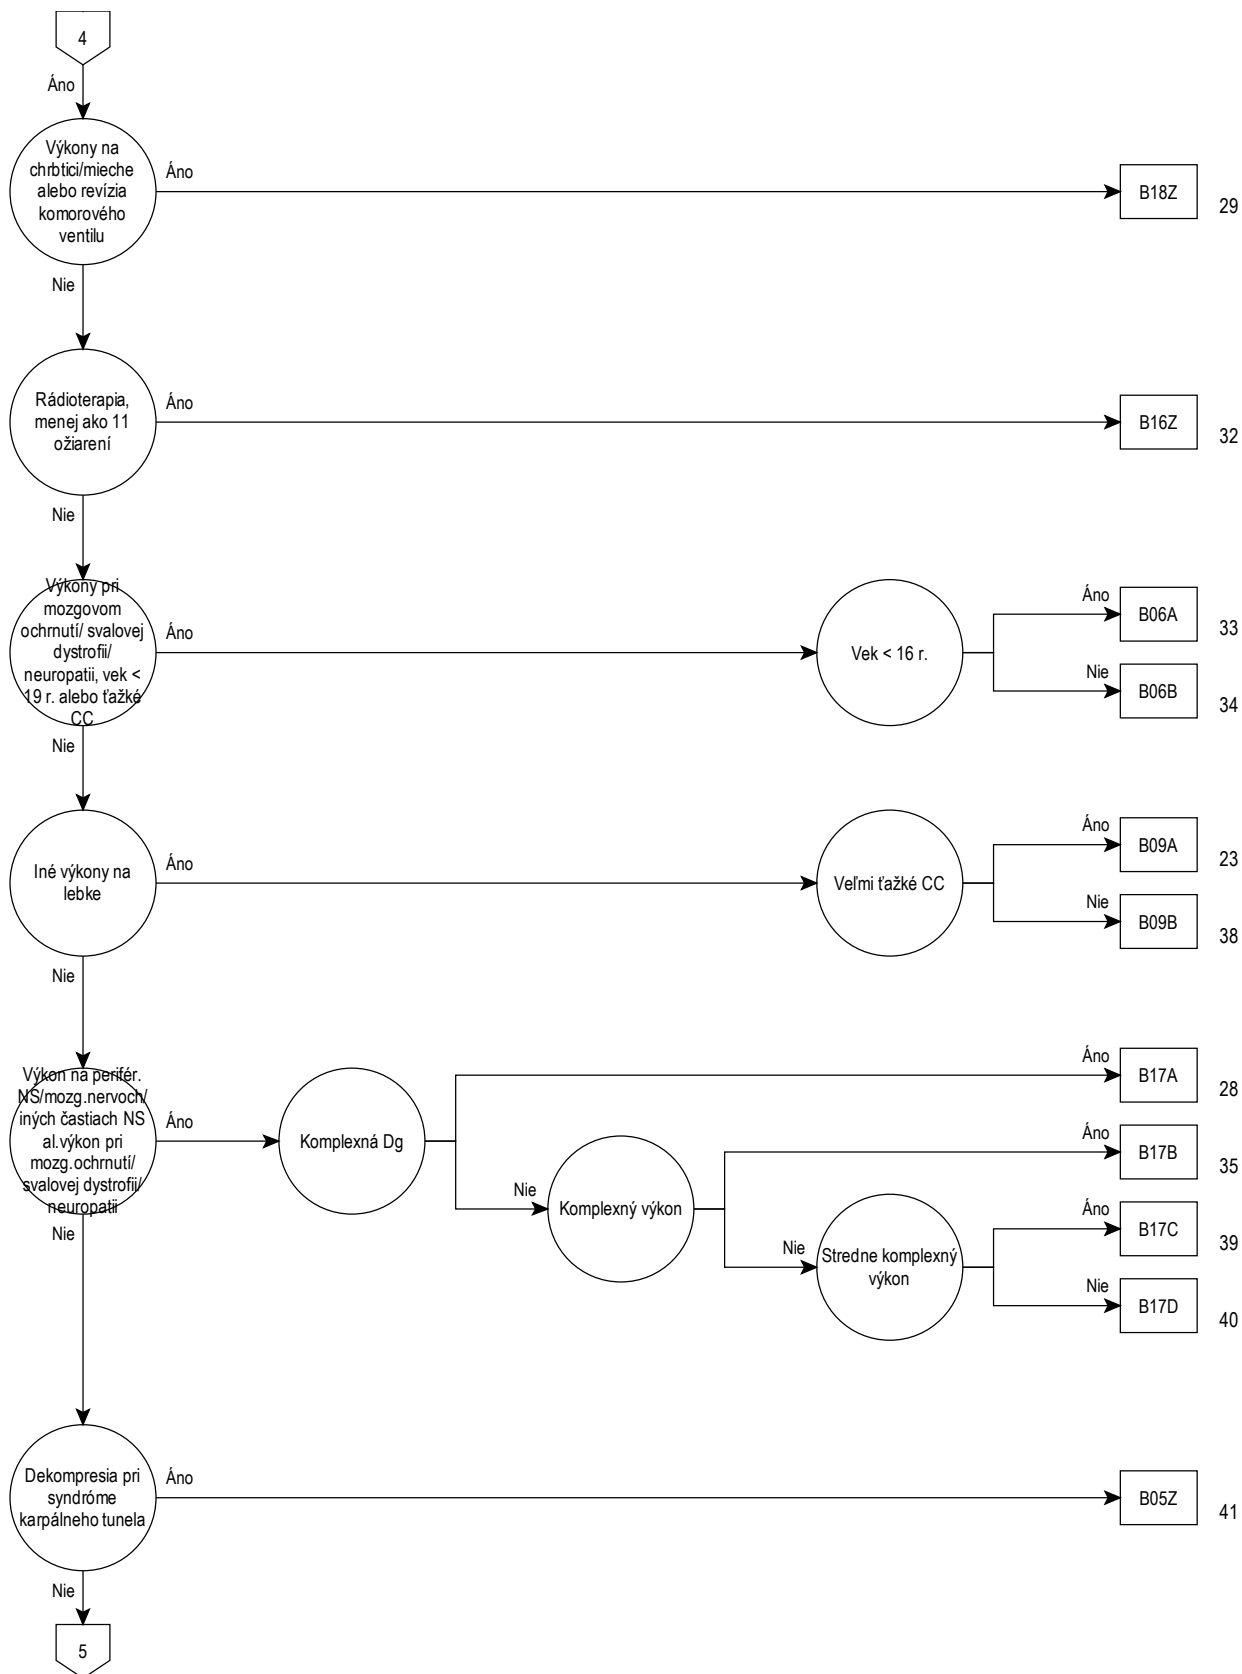 4
Áno
Výkony na
chrbtici/mieche
alebo revízia
komorového
ventilu
Áno
B18Z
29
Nie
Rádioterapia,
menej ako 11
ožiarení
Áno
B16Z
32
Nie
Výkony pri
mozgovom
ochrnutí/ svalovej
dystrofii/
neuropatii, vek <
19 r. alebo ťažké
CC
Áno
Vek < 16 r.
Áno
B06A
33
Nie
B06B
34
Nie
Iné výkony na
lebke
Áno
Veľmi ťažké CC
Áno
B09A
23
Nie
B09B
38
Nie
Výkon na perifér.
NS/mozg.nervoch/
iných častiach NS
al.výkon pri
mozg.ochrnutí/
svalovej dystrofii/
neuropatii
Áno
Komplexná Dg
Áno
B17A
28
Nie
Komplexný výkon
Áno
B17B
35
Nie
Stredne komplexný
výkon
Áno
B17C
39
Nie
B17D
40
Nie
Dekompresia pri
syndróme
karpálneho tunela
Áno
B05Z
41
Nie
5